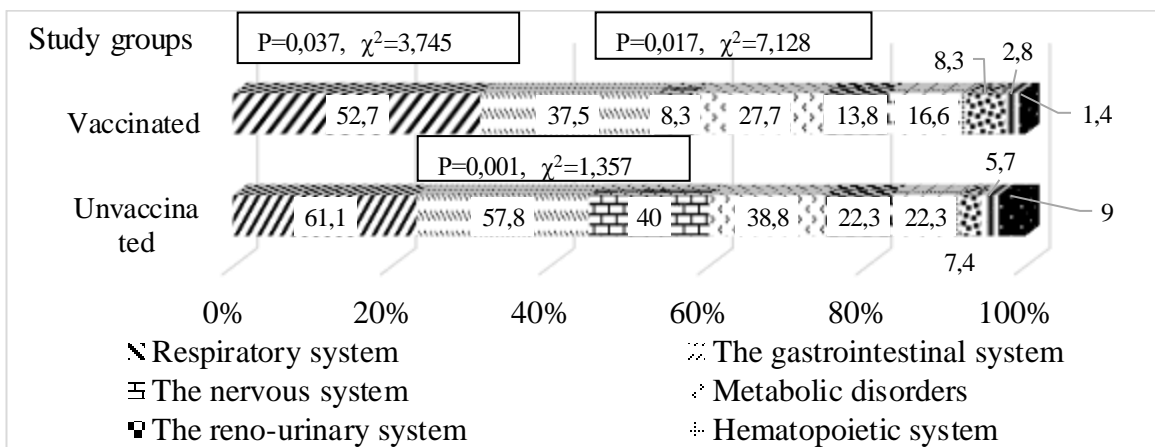 Study groups
P=0,037, χ²=3,745
P=0,017, χ²=7,128
8,3
2,8
Vaccinated
52,7
37,5
8,3
27,7
13,8
16,6
1,4
P=0,001, χ²=1,357
5,7
Unvaccina
ted
61,1
57,8
40
38,8
22,3
22,3
9
7,4
0%
20%
40%
60%
80%
100%
Respiratory system
The gastrointestinal system
The nervous system
Metabolic disorders
The reno-urinary system
Hematopoietic system